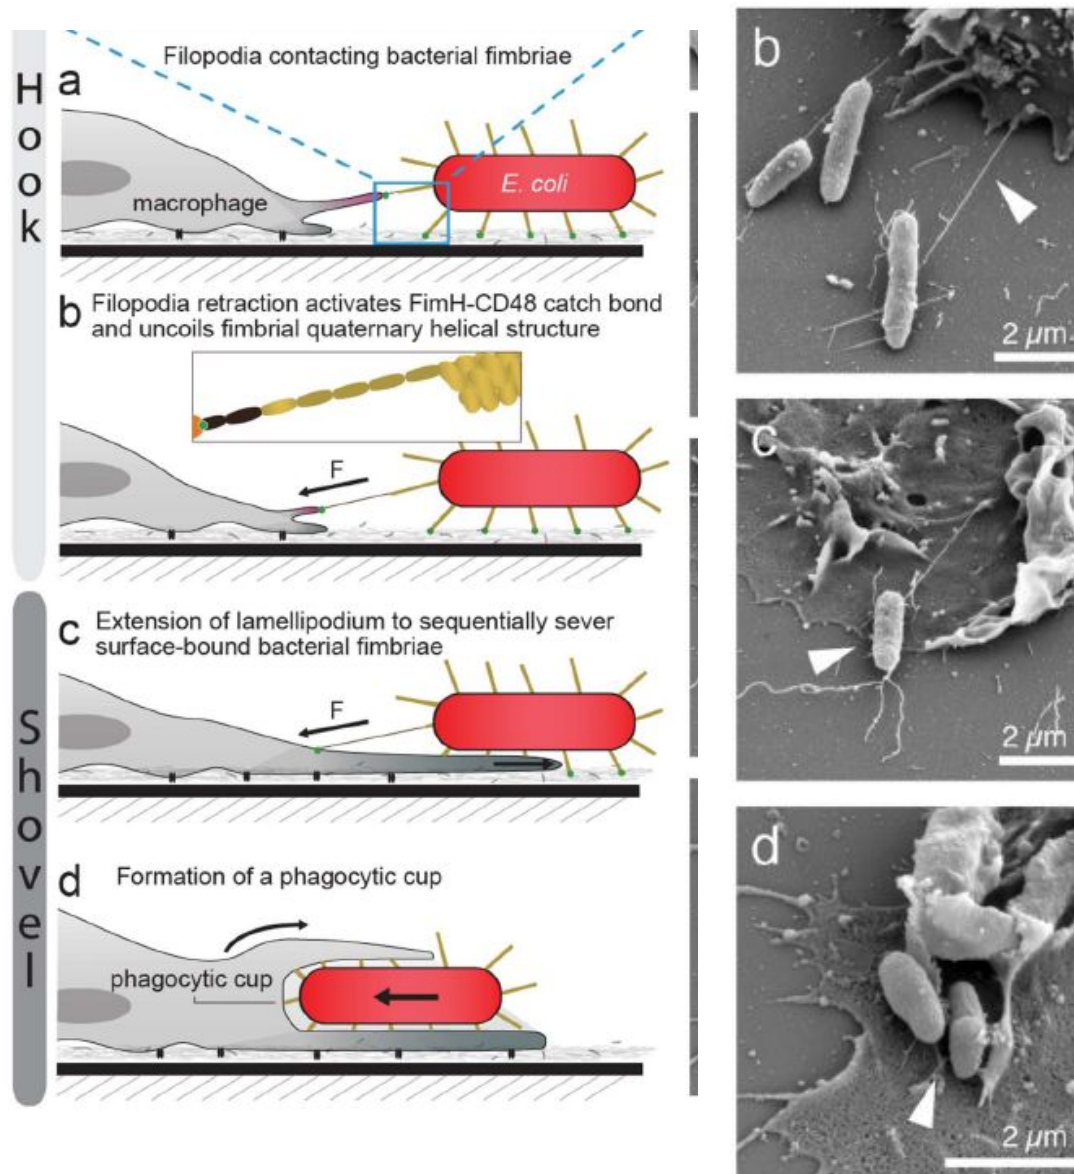 Hook
a
Filopodia contacting bacterial fimbriae
macrophage
E. coli
b
Filopodia retraction activates FimH-CD48 catch bond
and uncoils fimbrial quaternary helical structure
F
Shovel
c
Extension of lamellipodium to sequentially sever
surface-bound bacterial fimbriae
F
d
Formation of a phagocytic cup
phagocytic cup
b
2 µm
c
2 µm
d
2 µm